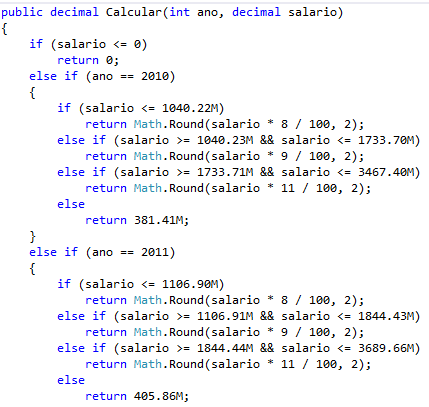 public decimal Calcular(int ano, decimal salario)
{
    if (salario <= 0)
        return 0;
    else if (ano == 2010)
    {
        if (salario <= 1040.22M)
            return Math.Round(salario * 8 / 100, 2);
        else if (salario >= 1040.23M && salario <= 1733.70M)
            return Math.Round(salario * 9 / 100, 2);
        else if (salario >= 1733.71M && salario <= 3467.40M)
            return Math.Round(salario * 11 / 100, 2);
        else
            return 381.41M;
    }
    else if (ano == 2011)
    {
        if (salario <= 1106.90M)
            return Math.Round(salario * 8 / 100, 2);
        else if (salario >= 1106.91M && salario <= 1844.43M)
            return Math.Round(salario * 9 / 100, 2);
        else if (salario >= 1844.44M && salario <= 3689.66M)
            return Math.Round(salario * 11 / 100, 2);
        else
            return 405.86M;